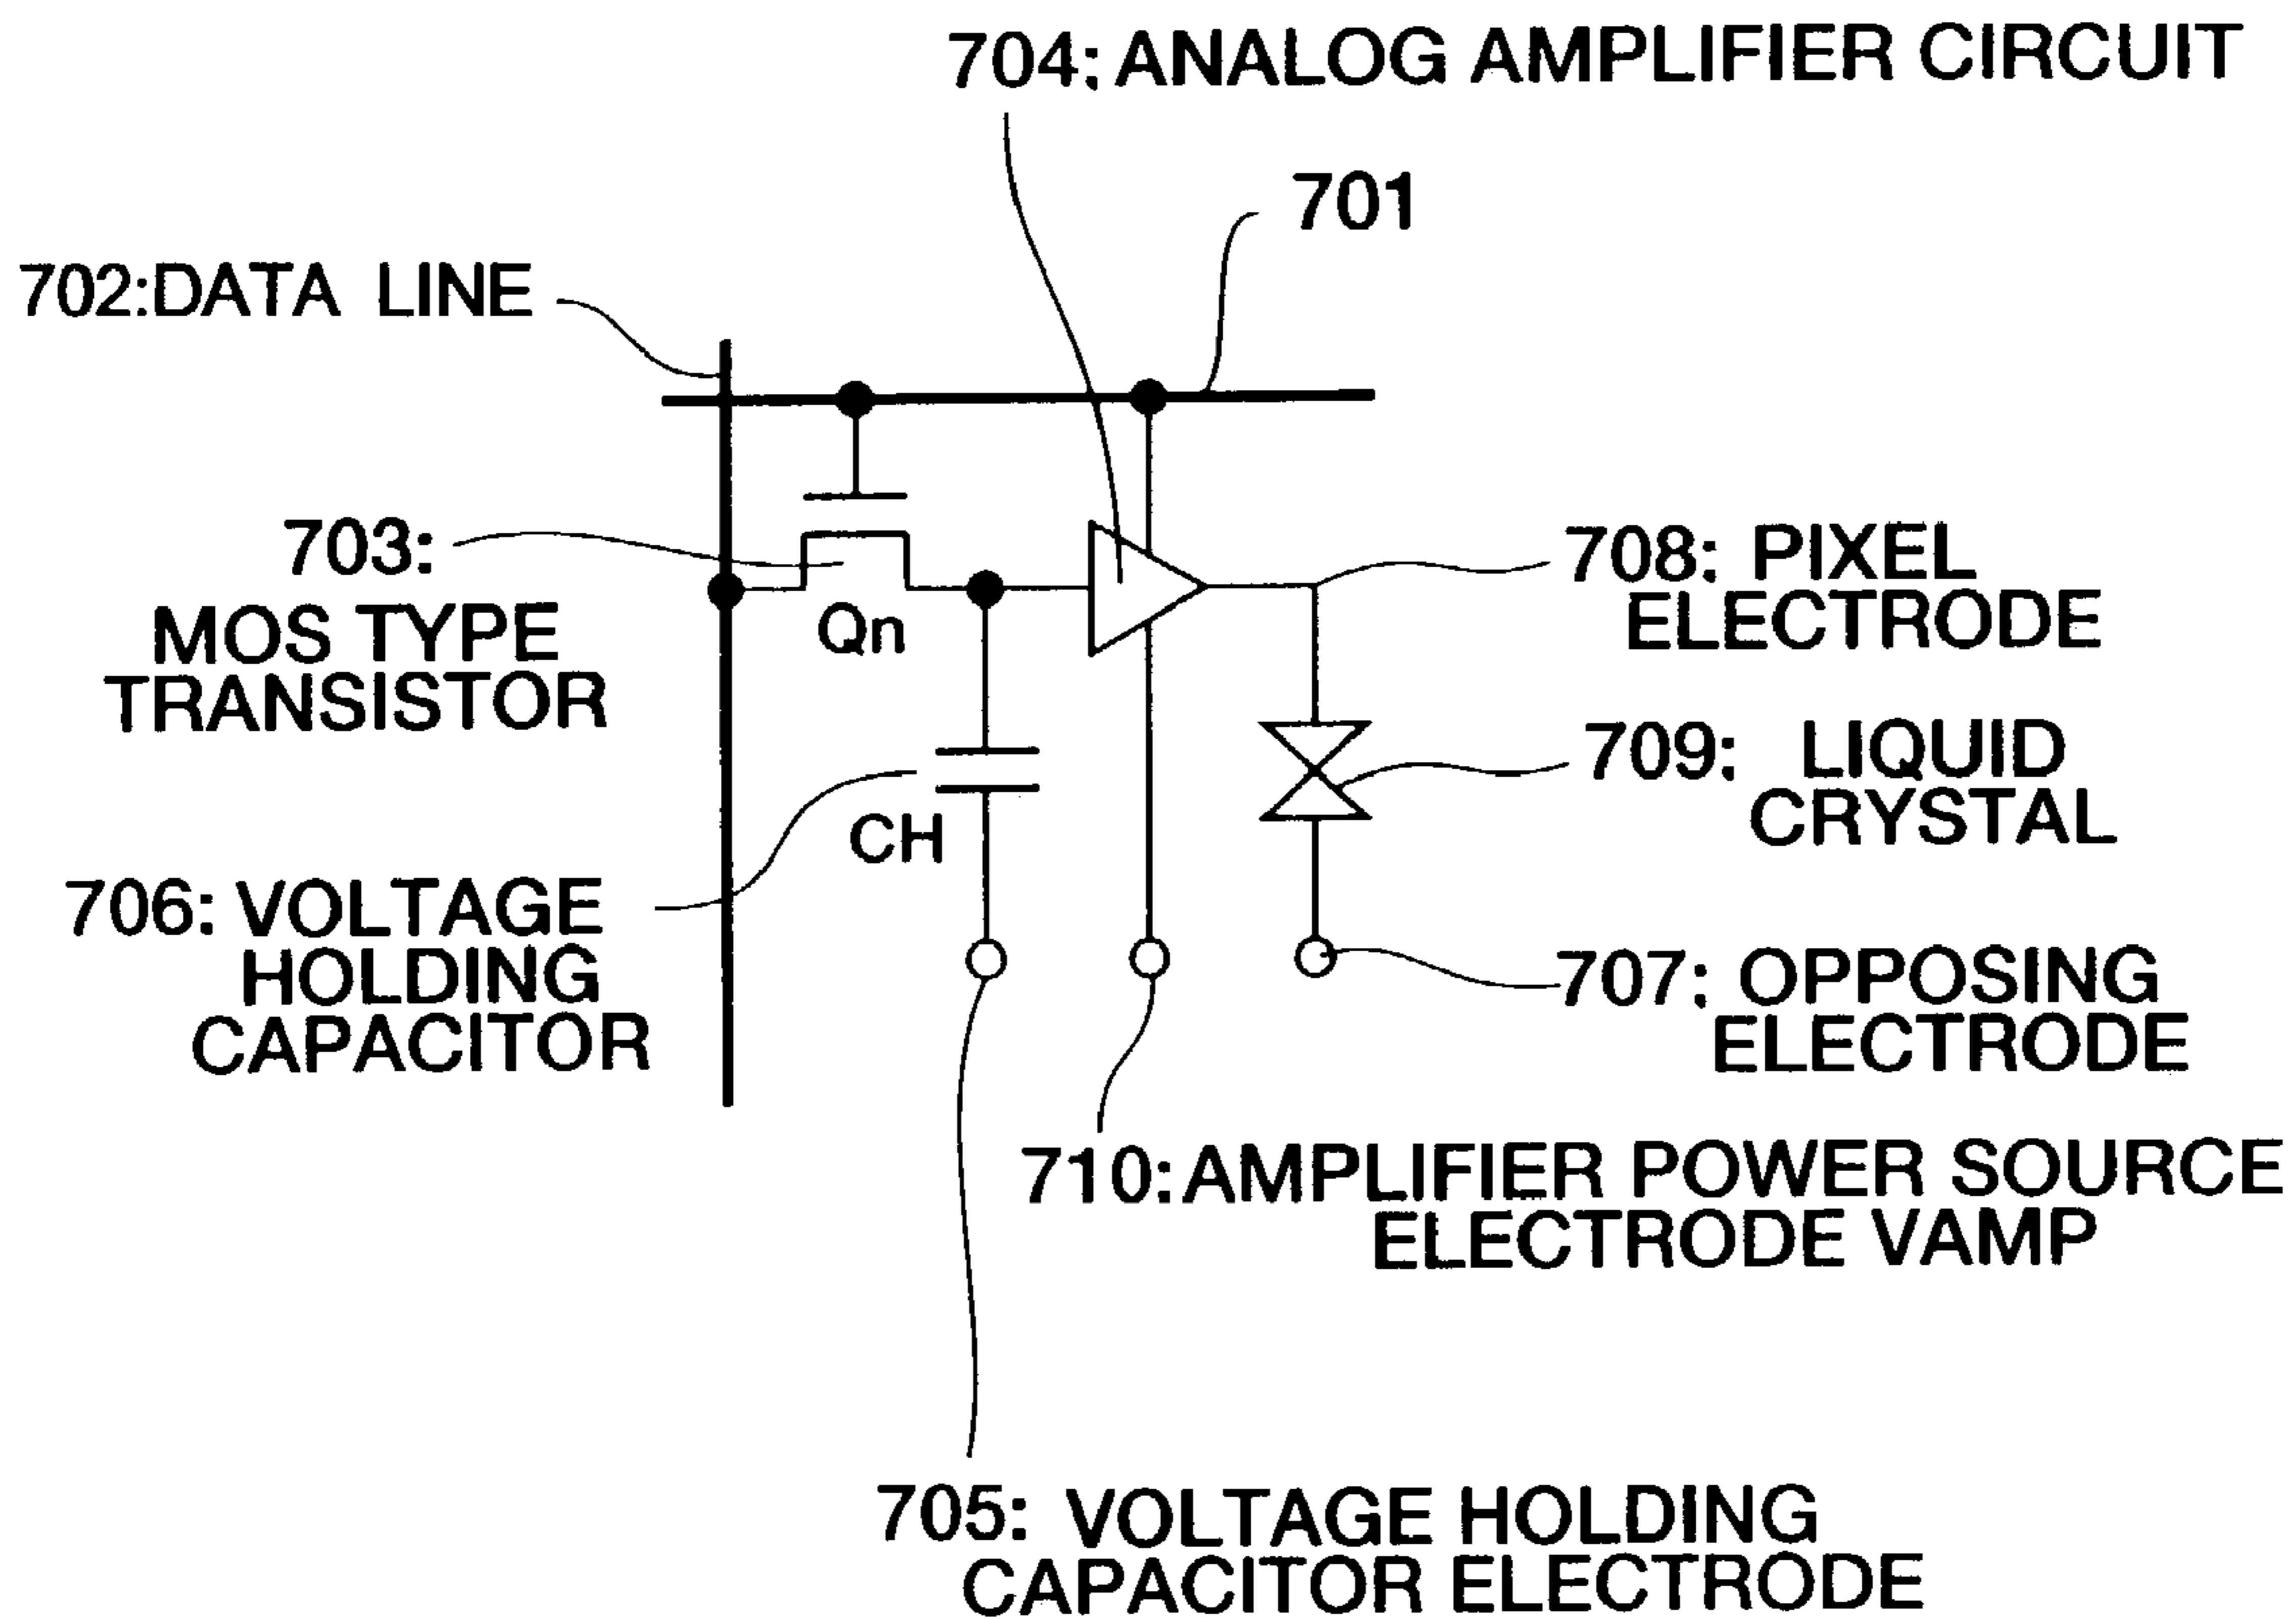 704; ANALOG AMPLIFIER CIRCUIT
701
702:DATA LINE
703:
MOS TYPE
TRANSISTOR
Qn
708; PIXEL
ELECTRODE
709; LIQUID
CRYSTAL
CH
706: VOLTAGE
HOLDING
CAPACITOR
707; OPPOSING
ELECTRODE
710:AMPLIFIER POWER SOURCE
ELECTRODE VAMP
705: VOLTAGE HOLDING
CAPACITOR ELECTRODE